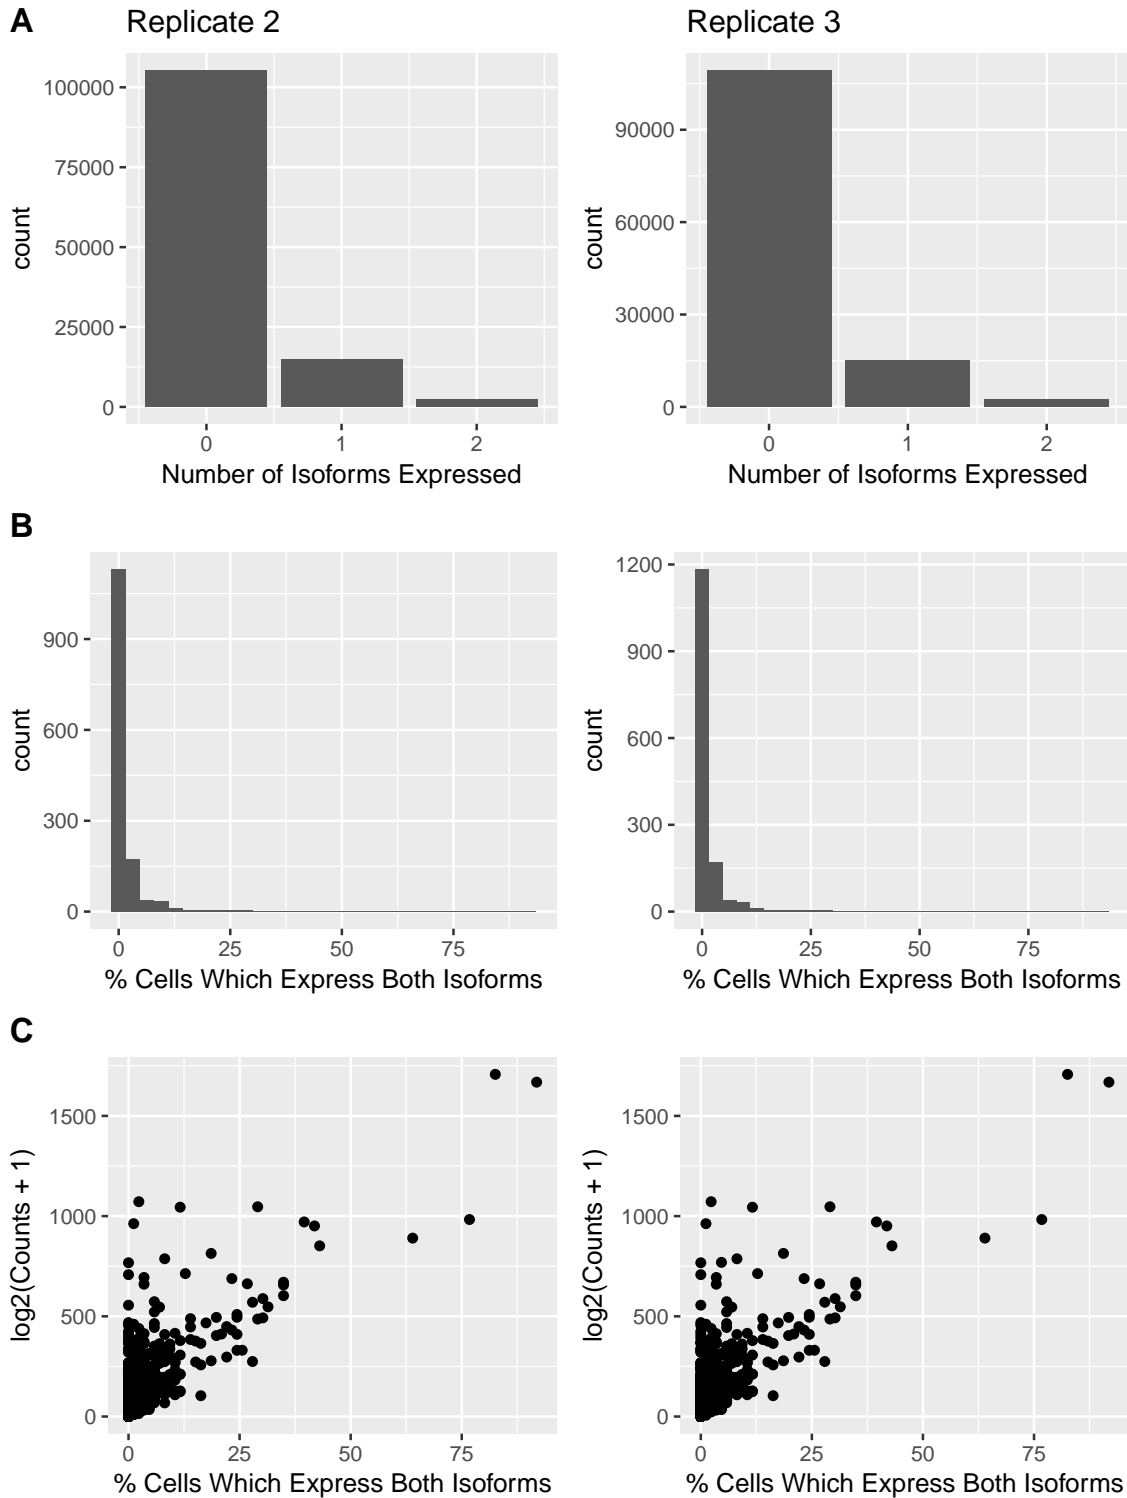 A
Replicate 2
Replicate 3
count
100000
75000
50000
25000
0
0 1 2
Number of Isoforms Expressed
count
90000
60000
30000
0
0 1 2
Number of Isoforms Expressed
B
count
900
600
300
0
0 25 50 75
% Cells Which Express Both Isoforms
count
1200
900
600
300
0
0 25 50 75
% Cells Which Express Both Isoforms
C
log2(Counts + 1)
1500
1000
500
0
0 25 50 75
% Cells Which Express Both Isoforms
log2(Counts + 1)
1500
1000
500
0
0 25 50 75
% Cells Which Express Both Isoforms